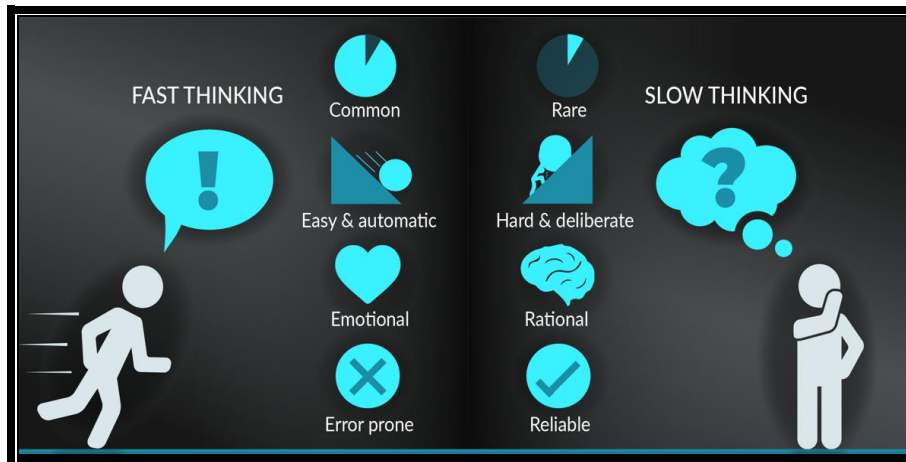 FAST THINKING
!
Common
Easy & automatic
Emotional
Error prone
Rare
Hard & deliberate
Rational
Reliable
SLOW THINKING
?